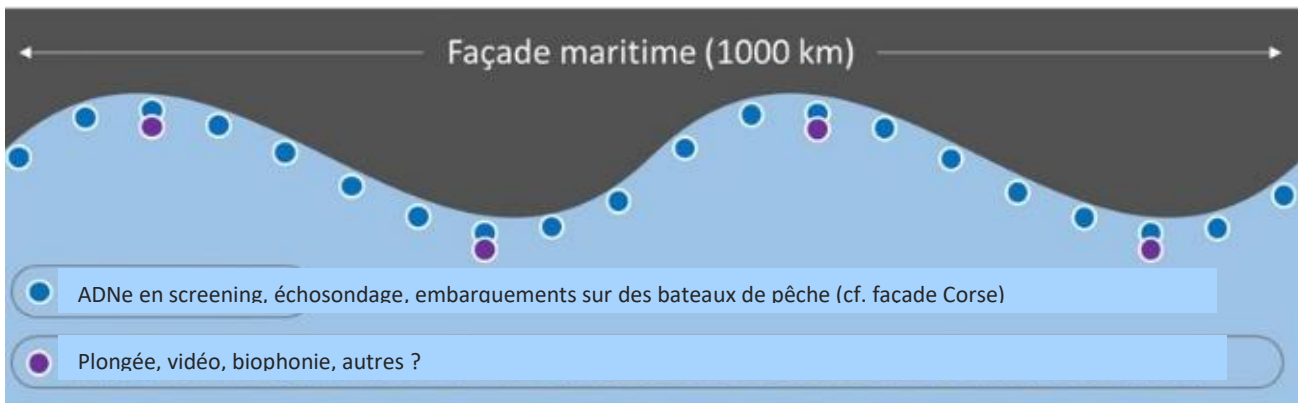 Façade maritime (1000 km)
ADNe en screening, échosondage, embarquements sur des bateaux de pêche (cf. façade Corse)
Plongée, vidéo, biophonie, autres ?